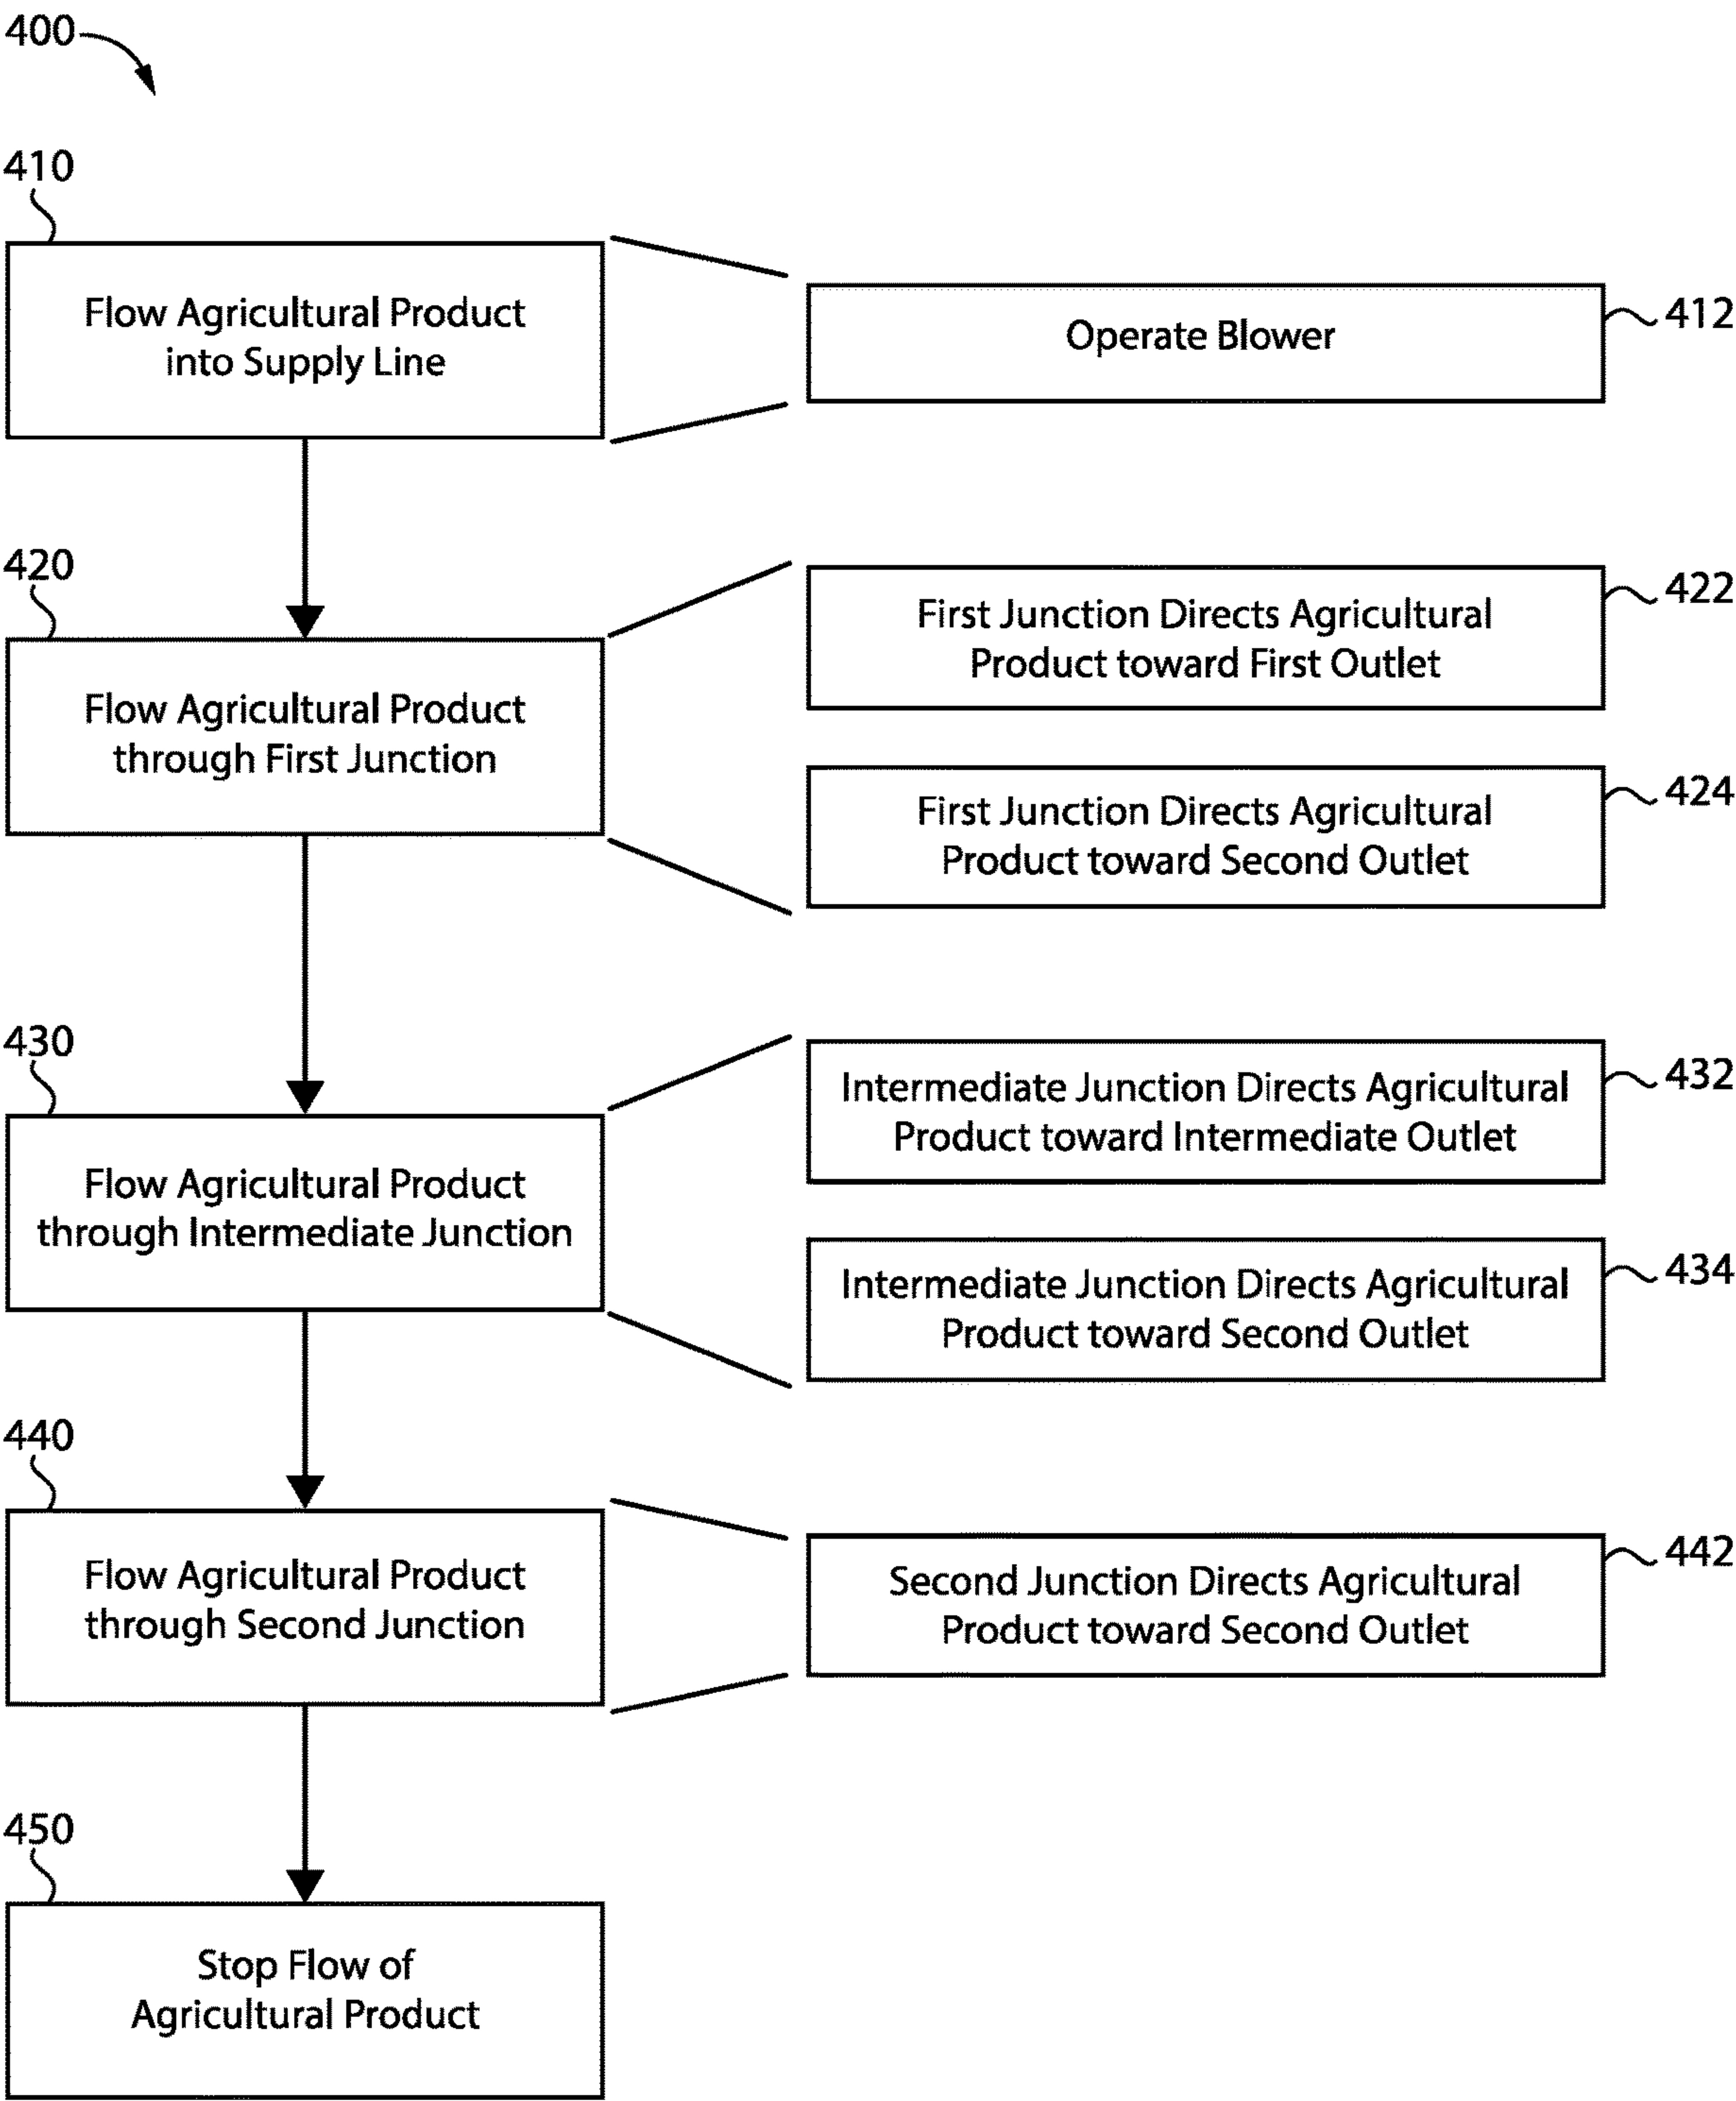 400
410
Flow Agricultural Product
into Supply Line
Operate Blower
412
420
Flow Agricultural Product
through First Junction
First Junction Directs Agricultural
Product toward First Outlet
422
First Junction Directs Agricultural
Product toward Second Outlet
424
430
Flow Agricultural Product
through Intermediate Junction
Intermediate Junction Directs Agricultural
Product toward Intermediate Outlet
432
Intermediate Junction Directs Agricultural
Product toward Second Outlet
434
440
Flow Agricultural Product
through Second Junction
Second Junction Directs Agricultural
Product toward Second Outlet
442
450
Stop Flow of
Agricultural Product